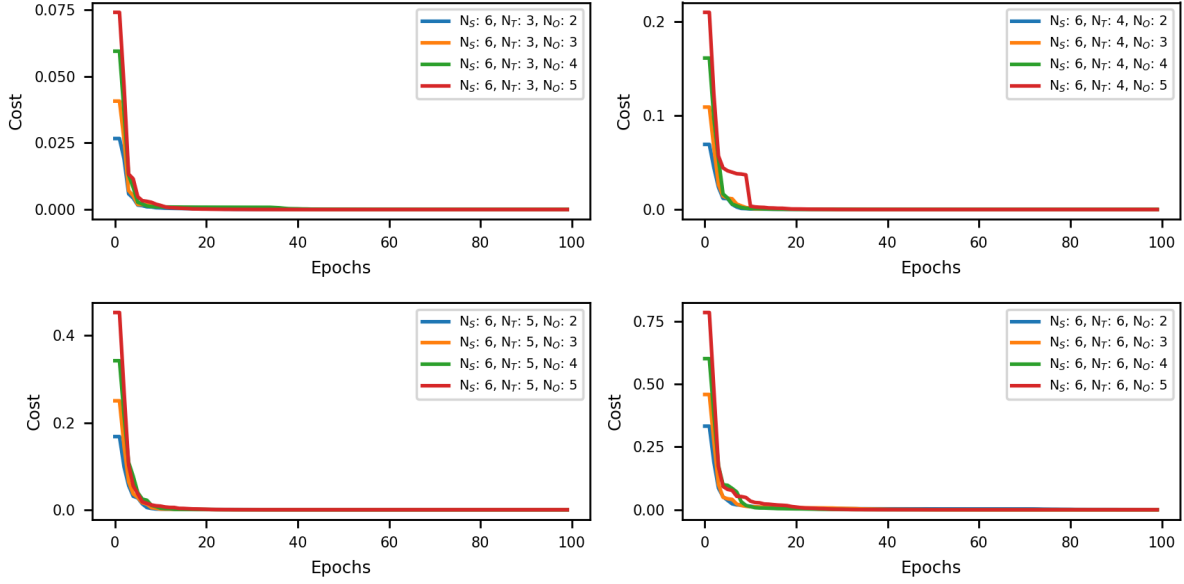 0.075
0.050
0.025
0.000
Cost
0 20 40 60 80 100
Epochs
N_S: 6, N_T: 3, N_O: 2
N_S: 6, N_T: 3, N_O: 3
N_S: 6, N_T: 3, N_O: 4
N_S: 6, N_T: 3, N_O: 5
0.2
0.1
0.0
Cost
0 20 40 60 80 100
Epochs
N_S: 6, N_T: 4, N_O: 2
N_S: 6, N_T: 4, N_O: 3
N_S: 6, N_T: 4, N_O: 4
N_S: 6, N_T: 4, N_O: 5
0.4
0.2
0.0
Cost
0 20 40 60 80 100
Epochs
N_S: 6, N_T: 5, N_O: 2
N_S: 6, N_T: 5, N_O: 3
N_S: 6, N_T: 5, N_O: 4
N_S: 6, N_T: 5, N_O: 5
0.75
0.50
0.25
0.00
Cost
0 20 40 60 80 100
Epochs
N_S: 6, N_T: 6, N_O: 2
N_S: 6, N_T: 6, N_O: 3
N_S: 6, N_T: 6, N_O: 4
N_S: 6, N_T: 6, N_O: 5